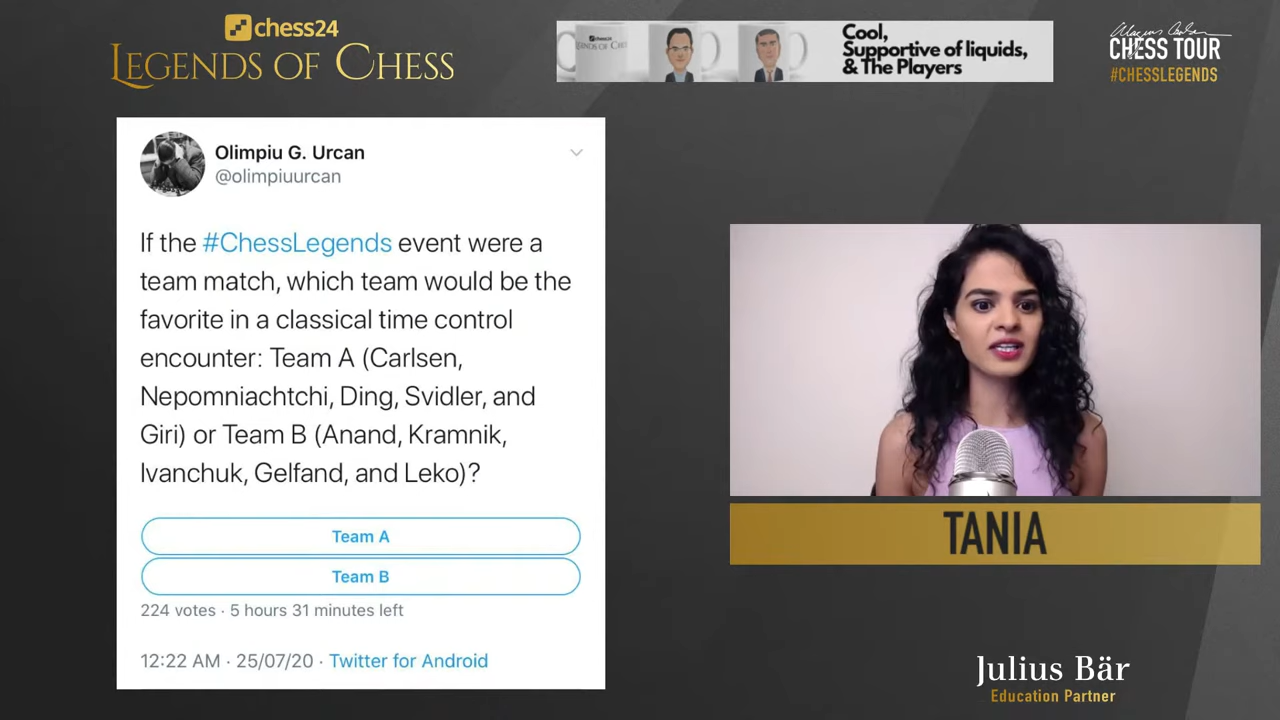 chess24
LEGENDS OF CHESS
Cool,
Supportive of liquids,
& The Players
Magnus Carlsen
CHESS TOUR
#CHESSLEGENDS
Olimpiu G. Urcan
@olimpiuurcan
If the #ChessLegends event were a
team match, which team would be the
favorite in a classical time control
encounter: Team A (Carlsen,
Nepomniachtchi, Ding, Svidler, and
Giri) or Team B (Anand, Kramnik,
Ivanchuk, Gelfand, and Leko)?
Team A
Team B
224 votes · 5 hours 31 minutes left
12:22 AM · 25/07/20 · Twitter for Android
TANIA
Julius Bär
Education Partner